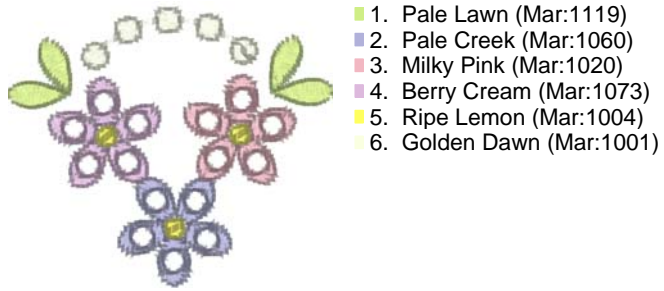 1. Pale Lawn (Mar:1119)
2. Pale Creek (Mar:1060)
3. Milky Pink (Mar:1020)
4. Berry Cream (Mar:1073)
5. Ripe Lemon (Mar:1004)
6. Golden Dawn (Mar:1001)